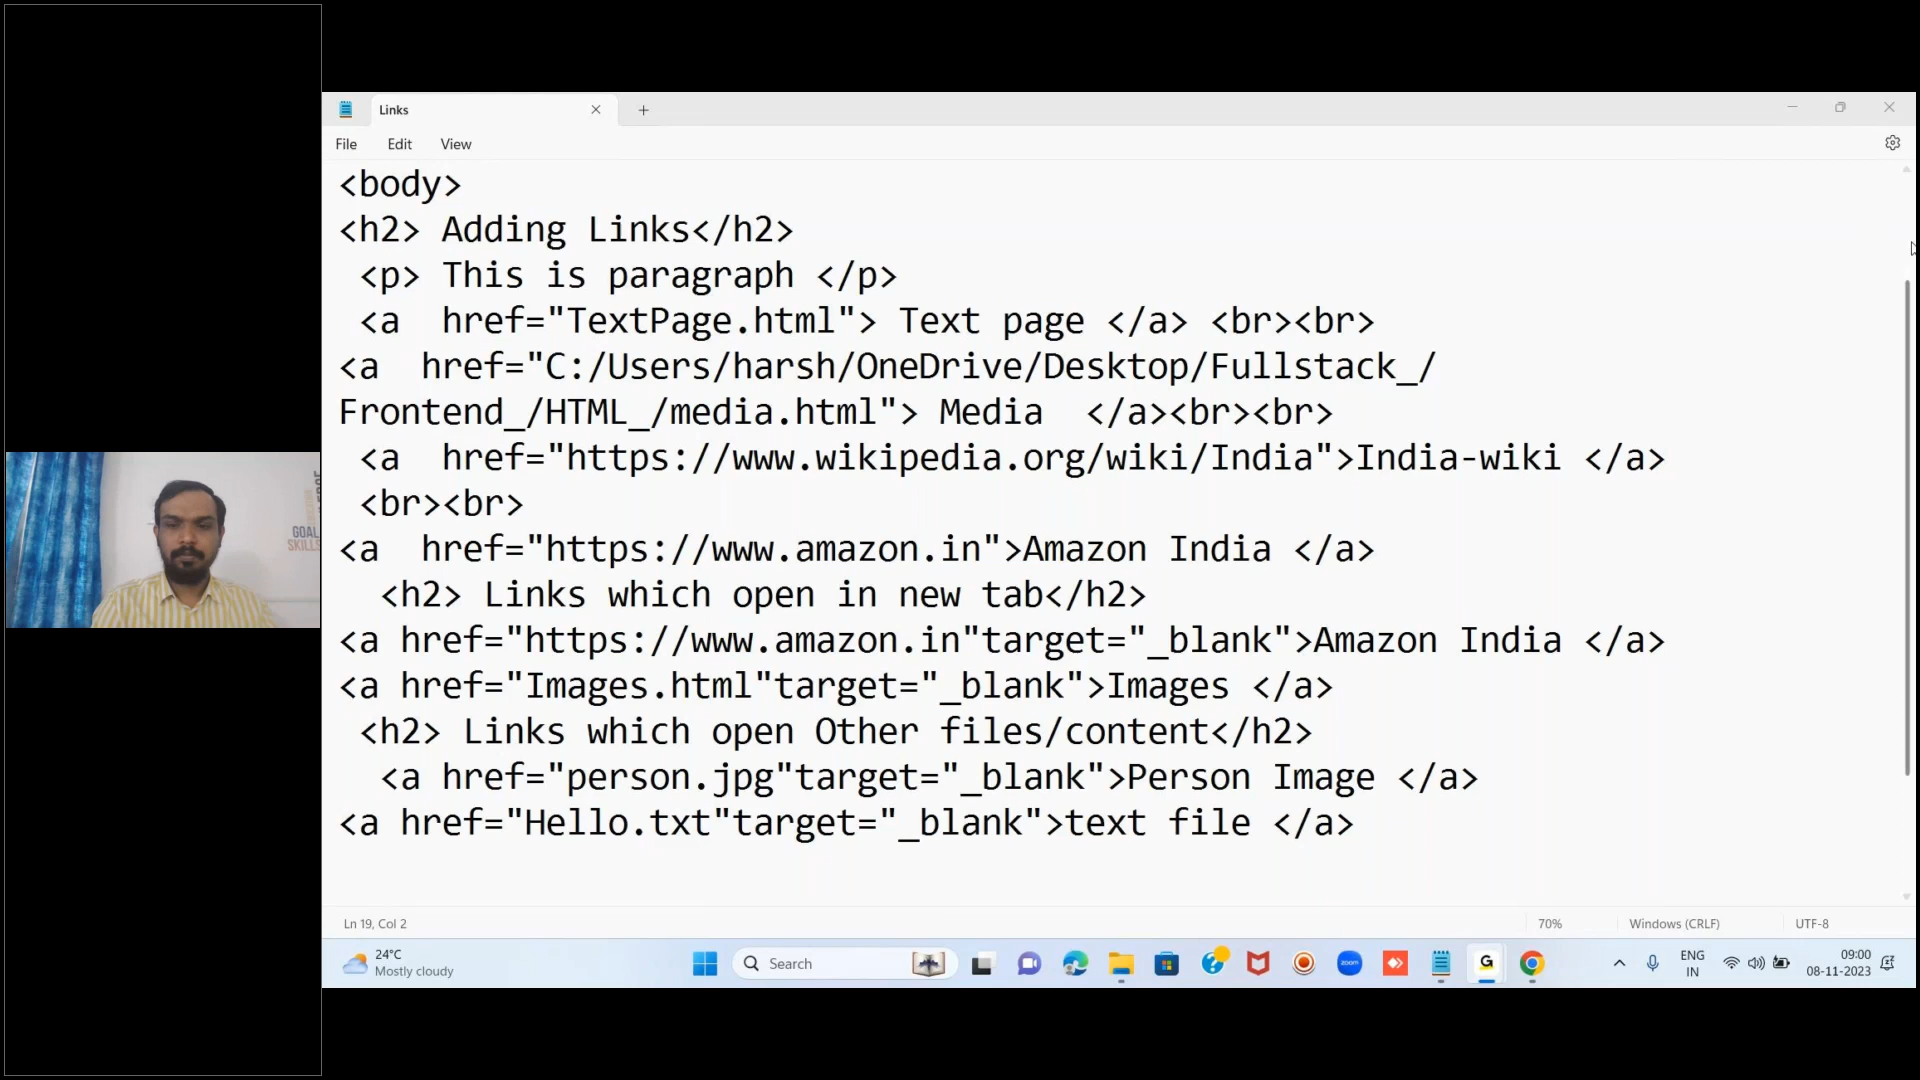 Links
File Edit View
<body>
<h2> Adding Links</h2>
<p> This is paragraph </p>
<a  href="TextPage.html"> Text page </a> <br><br>
<a  href="C:/Users/harsh/OneDrive/Desktop/Fullstack_/
Frontend_/HTML_/media.html"> Media  </a><br><br>
<a  href="https://www.wikipedia.org/wiki/India">India-wiki </a>
<br><br>
<a  href="https://www.amazon.in">Amazon India </a>
<h2> Links which open in new tab</h2>
<a href="https://www.amazon.in"target="_blank">Amazon India </a>
<a href="Images.html"target="_blank">Images </a>
<h2> Links which open Other files/content</h2>
<a href="person.jpg"target="_blank">Person Image </a>
<a href="Hello.txt"target="_blank">text file </a>
GOAL
SKILLS
Ln 19, Col 2 70% Windows (CRLF) UTF-8
24°C
Mostly cloudy
Search
zoom
G
ENG
IN
09:00
08-11-2023